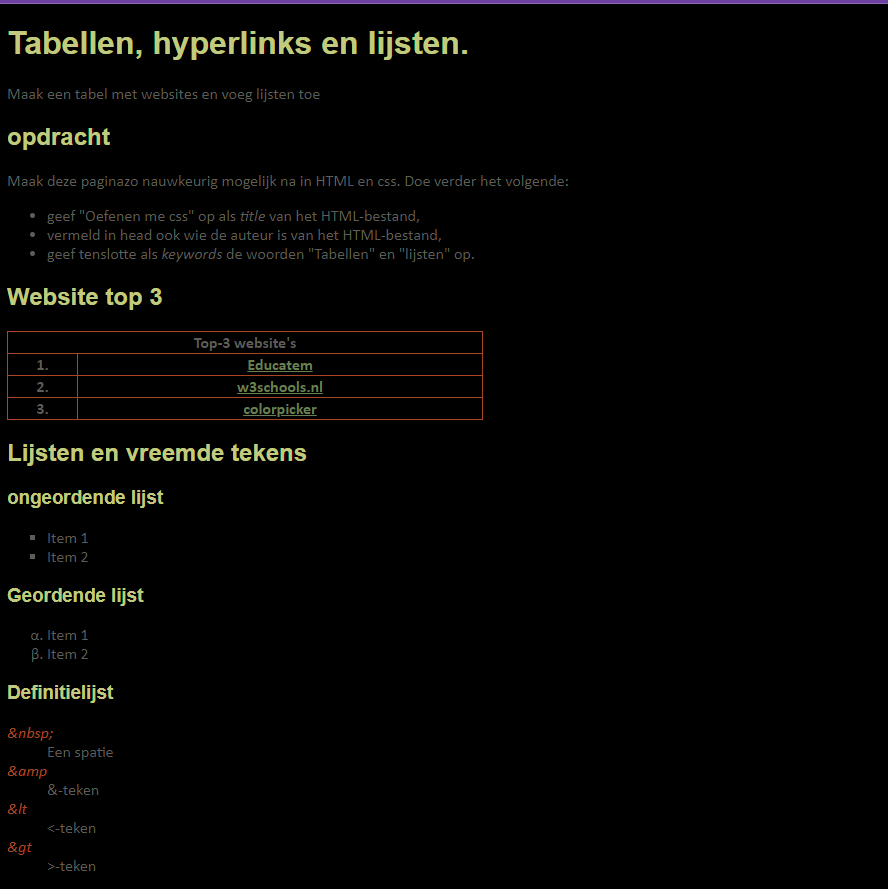 Tabellen, hyperlinks en lijsten.
Maak een tabel met websites en voeg lijsten toe
opdracht
Maak deze paginazo nauwkeurig mogelijk na in HTML en css. Doe verder het volgende:
• geef "Oefenen me css" op als title van het HTML-bestand,
• vermeld in head ook wie de auteur is van het HTML-bestand,
• geef tenslotte als keywords de woorden "Tabellen" en "lijsten" op.
Website top 3
Top-3 website's
1. Educatem
2. w3schools.nl
3. colorpicker
Lijsten en vreemde tekens
ongeordende lijst
▪ Item 1
▪ Item 2
Geordende lijst
α. Item 1
β. Item 2
Definitielijst
&nbsp;
Een spatie
&amp
&-teken
&lt
<-teken
&gt
>-teken